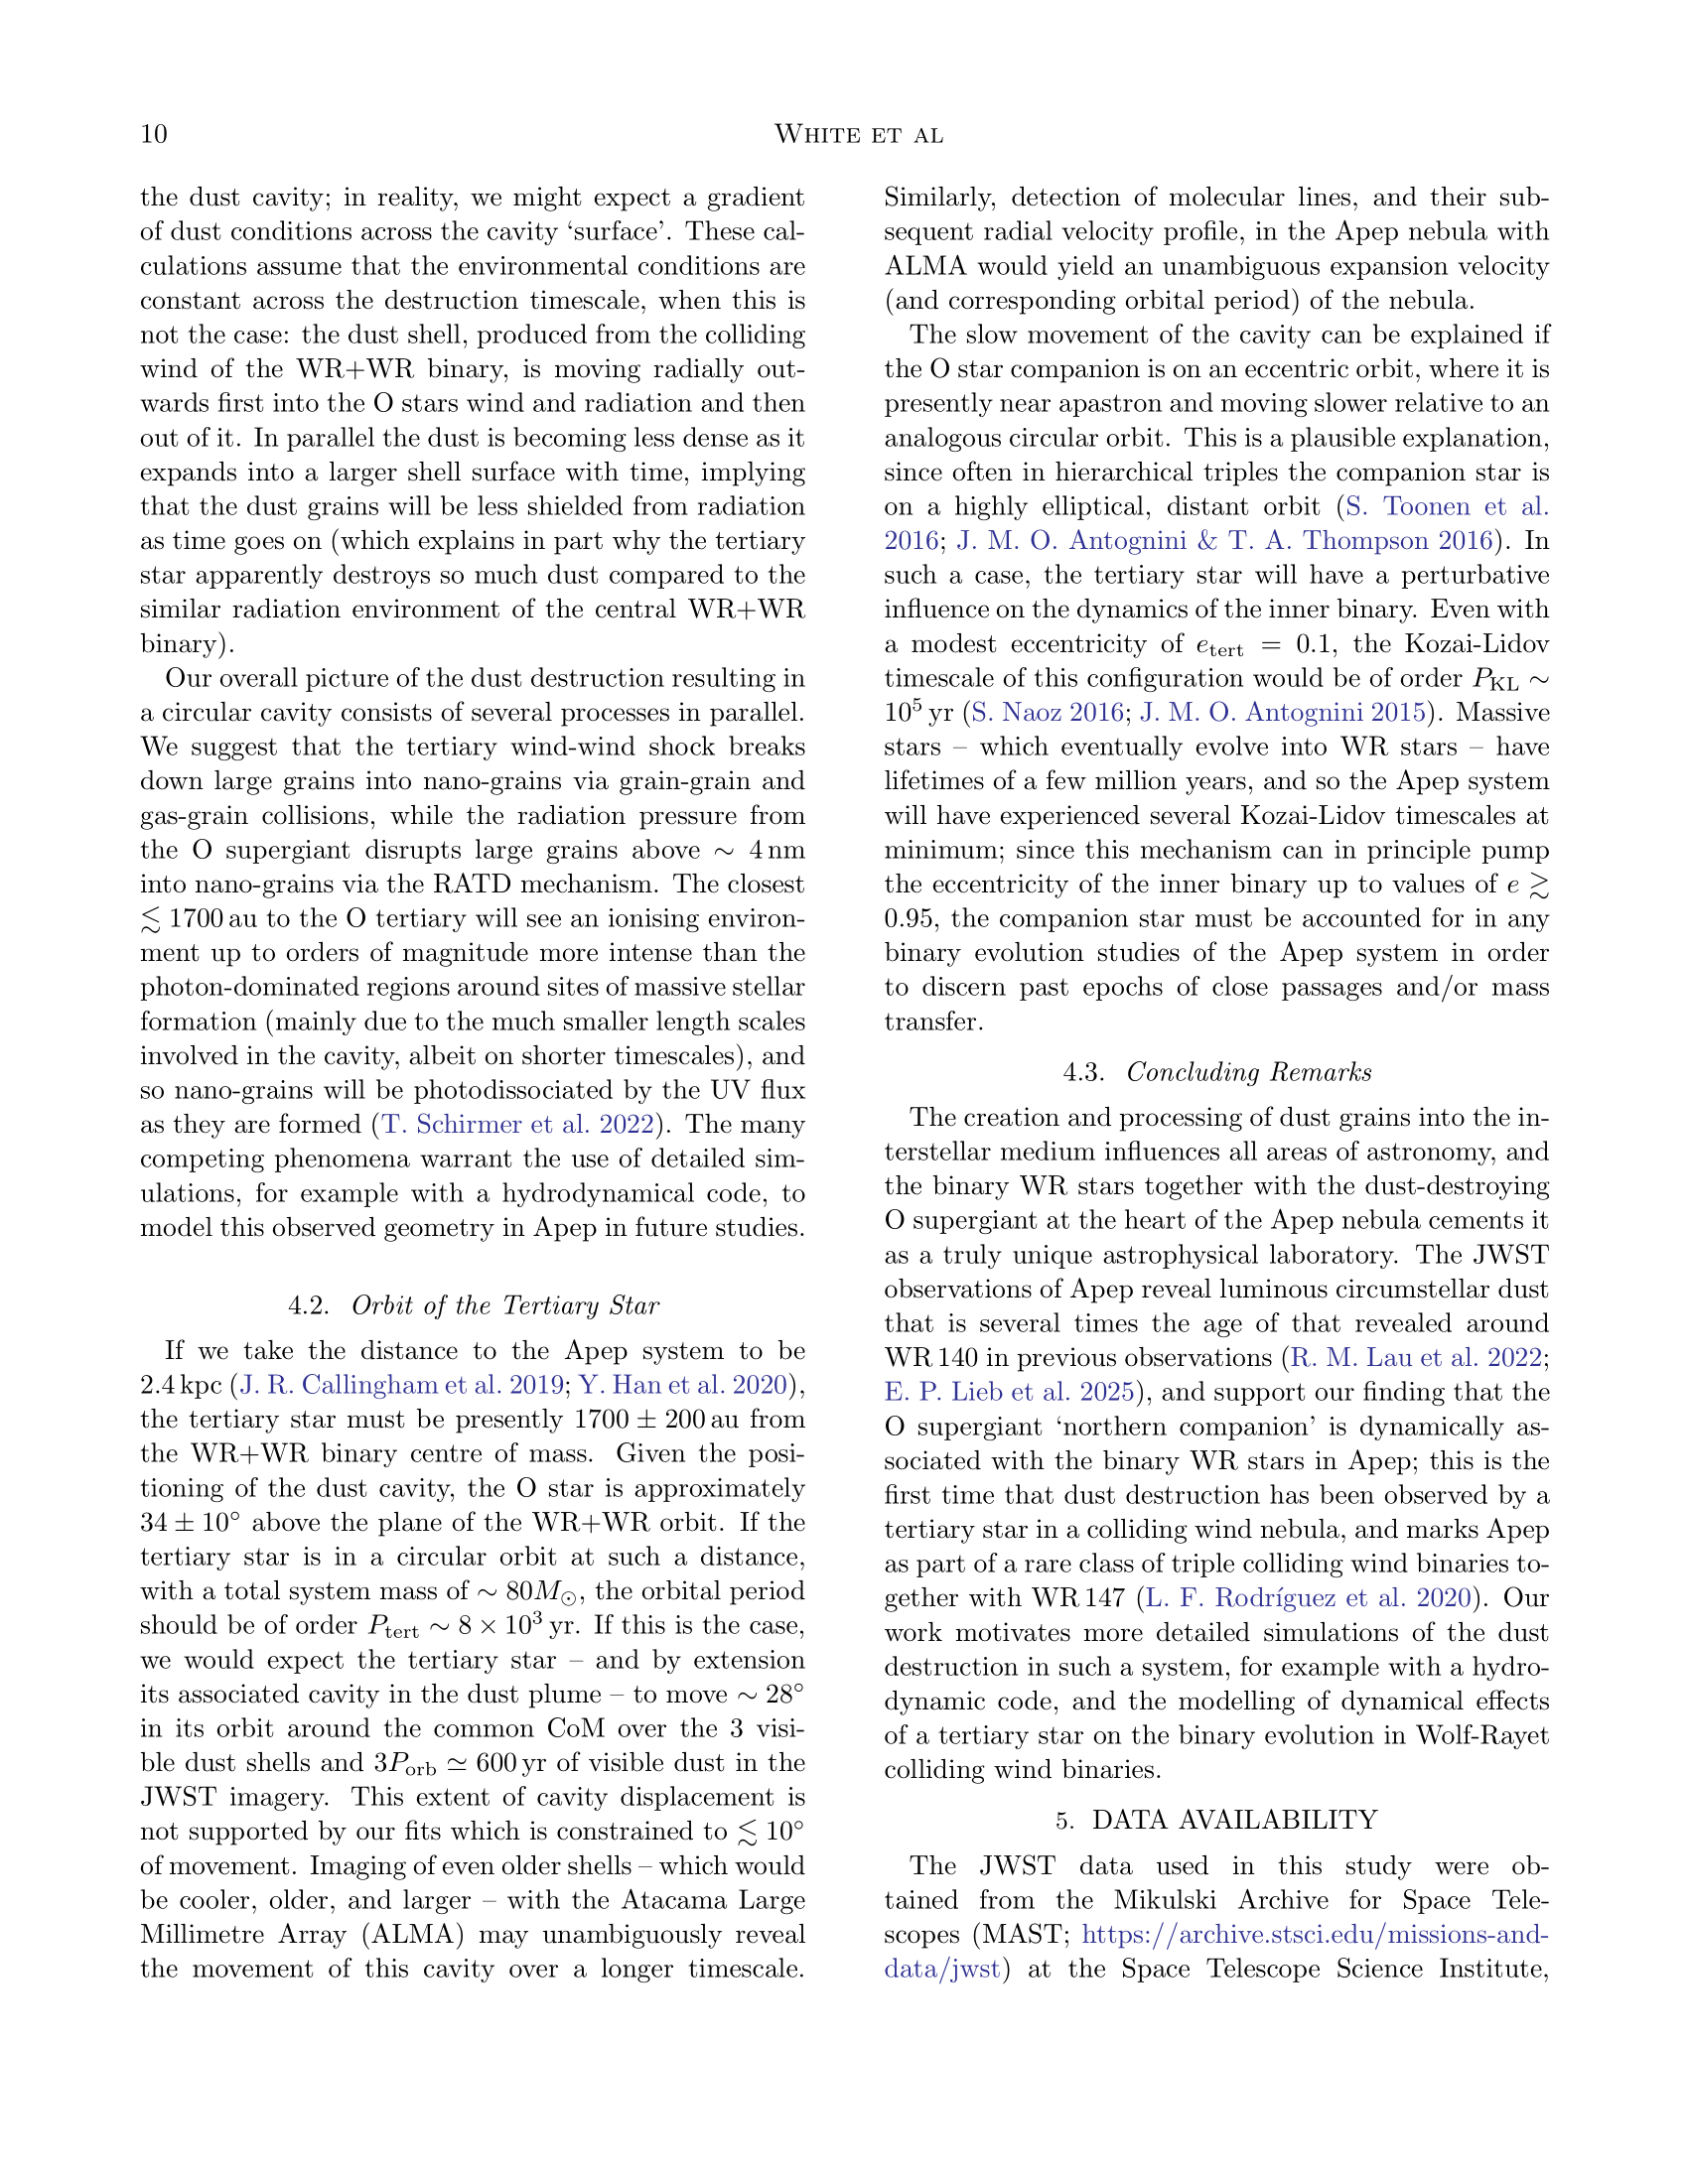 10
White et al
the dust cavity; in reality, we might expect a gradient
of dust conditions across the cavity ‘surface’. These cal-
culations assume that the environmental conditions are
constant across the destruction timescale, when this is
not the case: the dust shell, produced from the colliding
wind of the WR+WR binary, is moving radially out-
wards first into the O stars wind and radiation and then
out of it. In parallel the dust is becoming less dense as it
expands into a larger shell surface with time, implying
that the dust grains will be less shielded from radiation
as time goes on (which explains in part why the tertiary
star apparently destroys so much dust compared to the
similar radiation environment of the central WR+WR
binary).
Our overall picture of the dust destruction resulting in
a circular cavity consists of several processes in parallel.
We suggest that the tertiary wind-wind shock breaks
down large grains into nano-grains via grain-grain and
gas-grain collisions, while the radiation pressure from
the O supergiant disrupts large grains above ∼ 4 nm
into nano-grains via the RATD mechanism. The closest
≲ 1700 au to the O tertiary will see an ionising environ-
ment up to orders of magnitude more intense than the
photon-dominated regions around sites of massive stellar
formation (mainly due to the much smaller length scales
involved in the cavity, albeit on shorter timescales), and
so nano-grains will be photodissociated by the UV flux
as they are formed (T. Schirmer et al. 2022). The many
competing phenomena warrant the use of detailed sim-
ulations, for example with a hydrodynamical code, to
model this observed geometry in Apep in future studies.
4.2. Orbit of the Tertiary Star
If we take the distance to the Apep system to be
2.4 kpc (J. R. Callingham et al. 2019; Y. Han et al. 2020),
the tertiary star must be presently 1700 ± 200 au from
the WR+WR binary centre of mass. Given the posi-
tioning of the dust cavity, the O star is approximately
34 ± 10° above the plane of the WR+WR orbit. If the
tertiary star is in a circular orbit at such a distance,
with a total system mass of ∼ 80M⊙, the orbital period
should be of order P_tert ∼ 8 × 10³ yr. If this is the case,
we would expect the tertiary star – and by extension
its associated cavity in the dust plume – to move ∼ 28°
in its orbit around the common CoM over the 3 visi-
ble dust shells and 3P_orb ≃ 600 yr of visible dust in the
JWST imagery. This extent of cavity displacement is
not supported by our fits which is constrained to ≲ 10°
of movement. Imaging of even older shells – which would
be cooler, older, and larger – with the Atacama Large
Millimetre Array (ALMA) may unambiguously reveal
the movement of this cavity over a longer timescale.
Similarly, detection of molecular lines, and their sub-
sequent radial velocity profile, in the Apep nebula with
ALMA would yield an unambiguous expansion velocity
(and corresponding orbital period) of the nebula.
The slow movement of the cavity can be explained if
the O star companion is on an eccentric orbit, where it is
presently near apastron and moving slower relative to an
analogous circular orbit. This is a plausible explanation,
since often in hierarchical triples the companion star is
on a highly elliptical, distant orbit (S. Toonen et al.
2016; J. M. O. Antognini & T. A. Thompson 2016). In
such a case, the tertiary star will have a perturbative
influence on the dynamics of the inner binary. Even with
a modest eccentricity of e_tert = 0.1, the Kozai-Lidov
timescale of this configuration would be of order P_KL ∼
10⁵ yr (S. Naoz 2016; J. M. O. Antognini 2015). Massive
stars – which eventually evolve into WR stars – have
lifetimes of a few million years, and so the Apep system
will have experienced several Kozai-Lidov timescales at
minimum; since this mechanism can in principle pump
the eccentricity of the inner binary up to values of e ≳
0.95, the companion star must be accounted for in any
binary evolution studies of the Apep system in order
to discern past epochs of close passages and/or mass
transfer.
4.3. Concluding Remarks
The creation and processing of dust grains into the in-
terstellar medium influences all areas of astronomy, and
the binary WR stars together with the dust-destroying
O supergiant at the heart of the Apep nebula cements it
as a truly unique astrophysical laboratory. The JWST
observations of Apep reveal luminous circumstellar dust
that is several times the age of that revealed around
WR 140 in previous observations (R. M. Lau et al. 2022;
E. P. Lieb et al. 2025), and support our finding that the
O supergiant ‘northern companion’ is dynamically as-
sociated with the binary WR stars in Apep; this is the
first time that dust destruction has been observed by a
tertiary star in a colliding wind nebula, and marks Apep
as part of a rare class of triple colliding wind binaries to-
gether with WR 147 (L. F. Rodríguez et al. 2020). Our
work motivates more detailed simulations of the dust
destruction in such a system, for example with a hydro-
dynamic code, and the modelling of dynamical effects
of a tertiary star on the binary evolution in Wolf-Rayet
colliding wind binaries.
5. DATA AVAILABILITY
The JWST data used in this study were ob-
tained from the Mikulski Archive for Space Tele-
scopes (MAST; https://archive.stsci.edu/missions-and-
data/jwst) at the Space Telescope Science Institute,